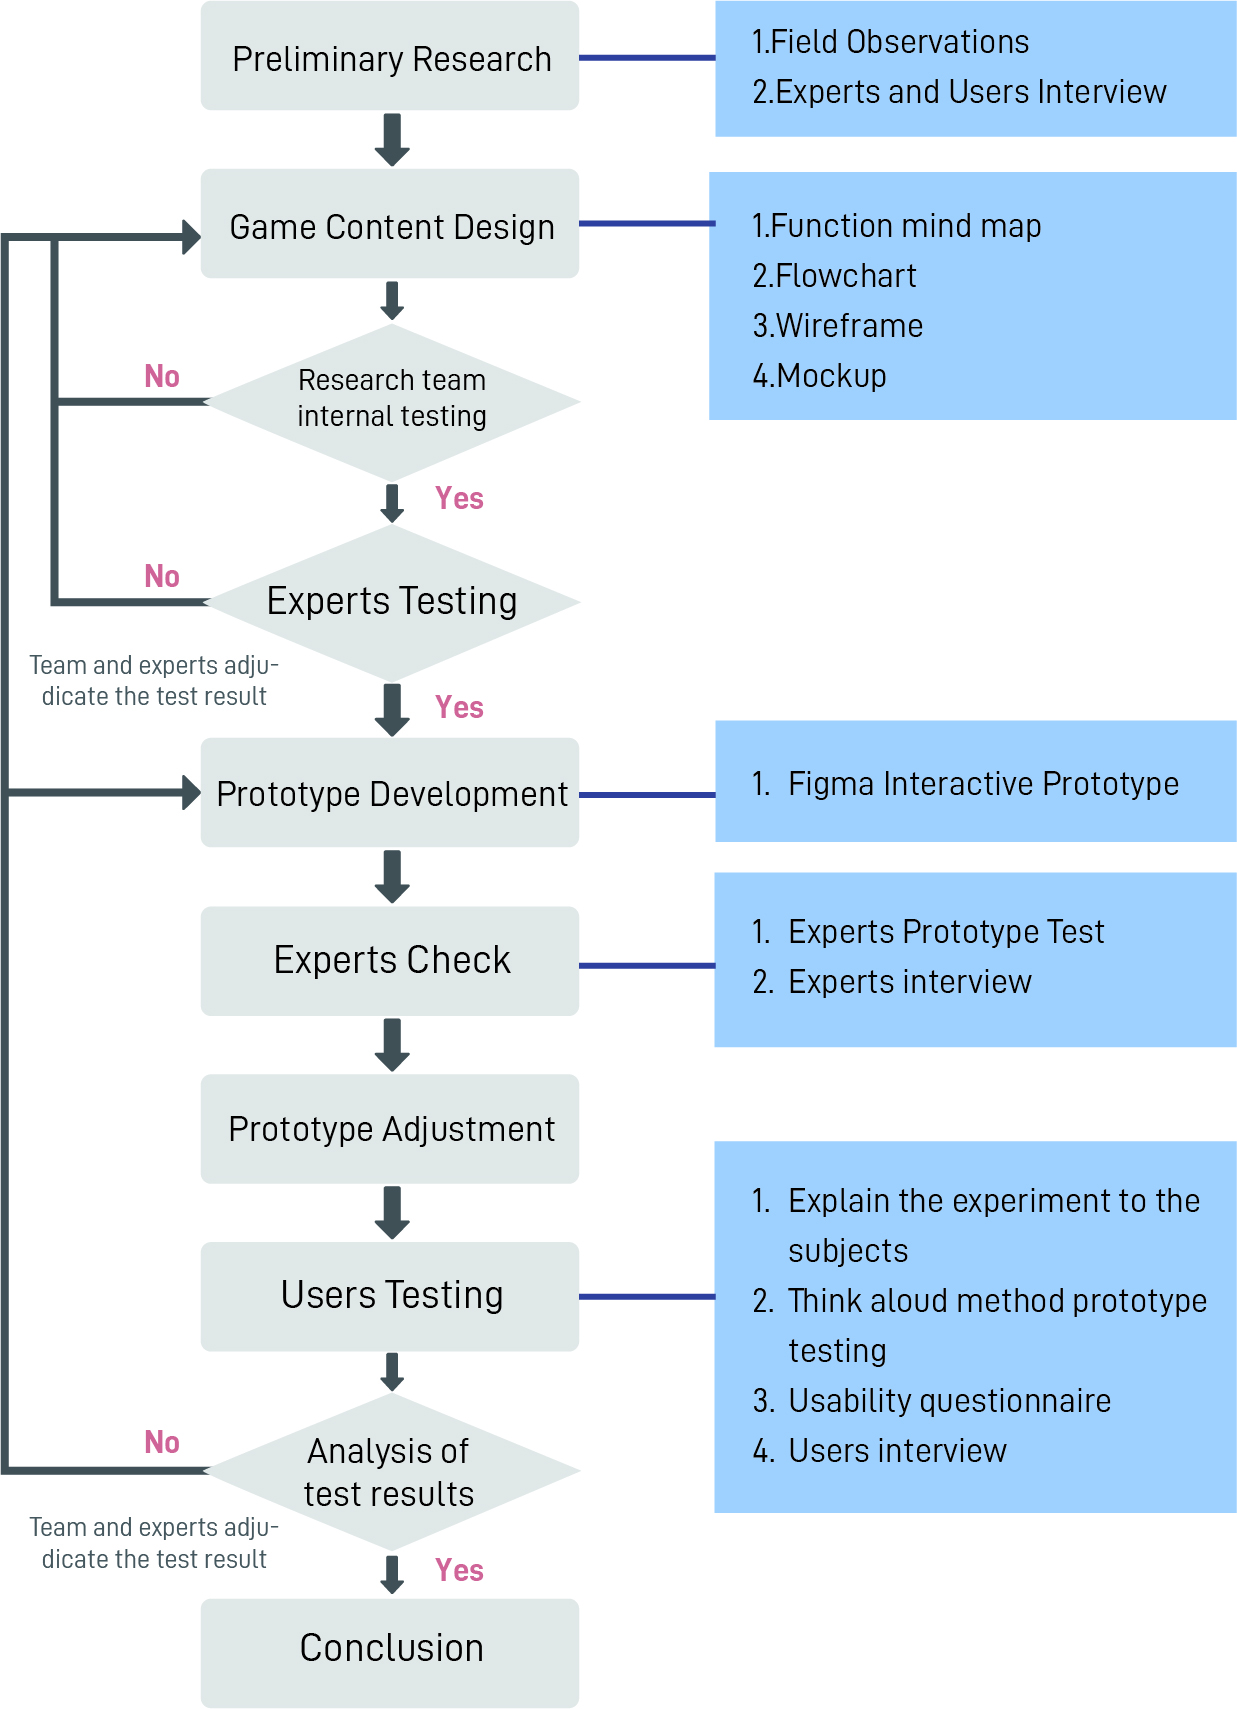 Preliminary Research
1.Field Observations
2.Experts and Users Interview
Game Content Design
1.Function mind map
2.Flowchart
3.Wireframe
4.Mockup
No
Research team
internal testing
Yes
No
Experts Testing
Team and experts adju-
dicate the test result
Yes
Prototype Development
1. Figma Interactive Prototype
Experts Check
1. Experts Prototype Test
2. Experts interview
Prototype Adjustment
Users Testing
1. Explain the experiment to the
subjects
2. Think aloud method prototype
testing
3. Usability questionnaire
4. Users interview
No
Analysis of
test results
Team and experts adju-
dicate the test result
Yes
Conclusion